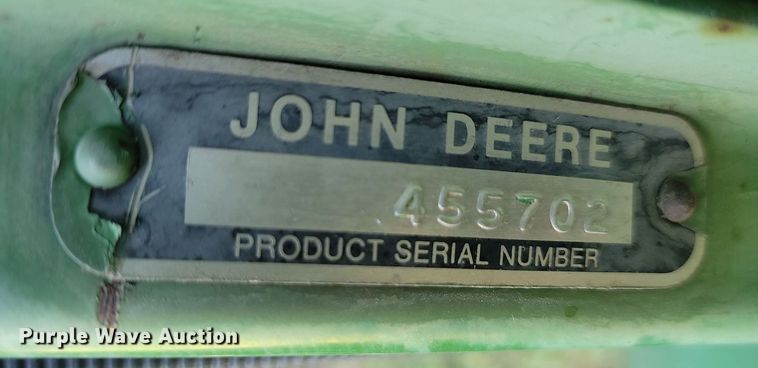 JOHN DEERE
455702
PRODUCT SERIAL NUMBER
Purple Wave Auction